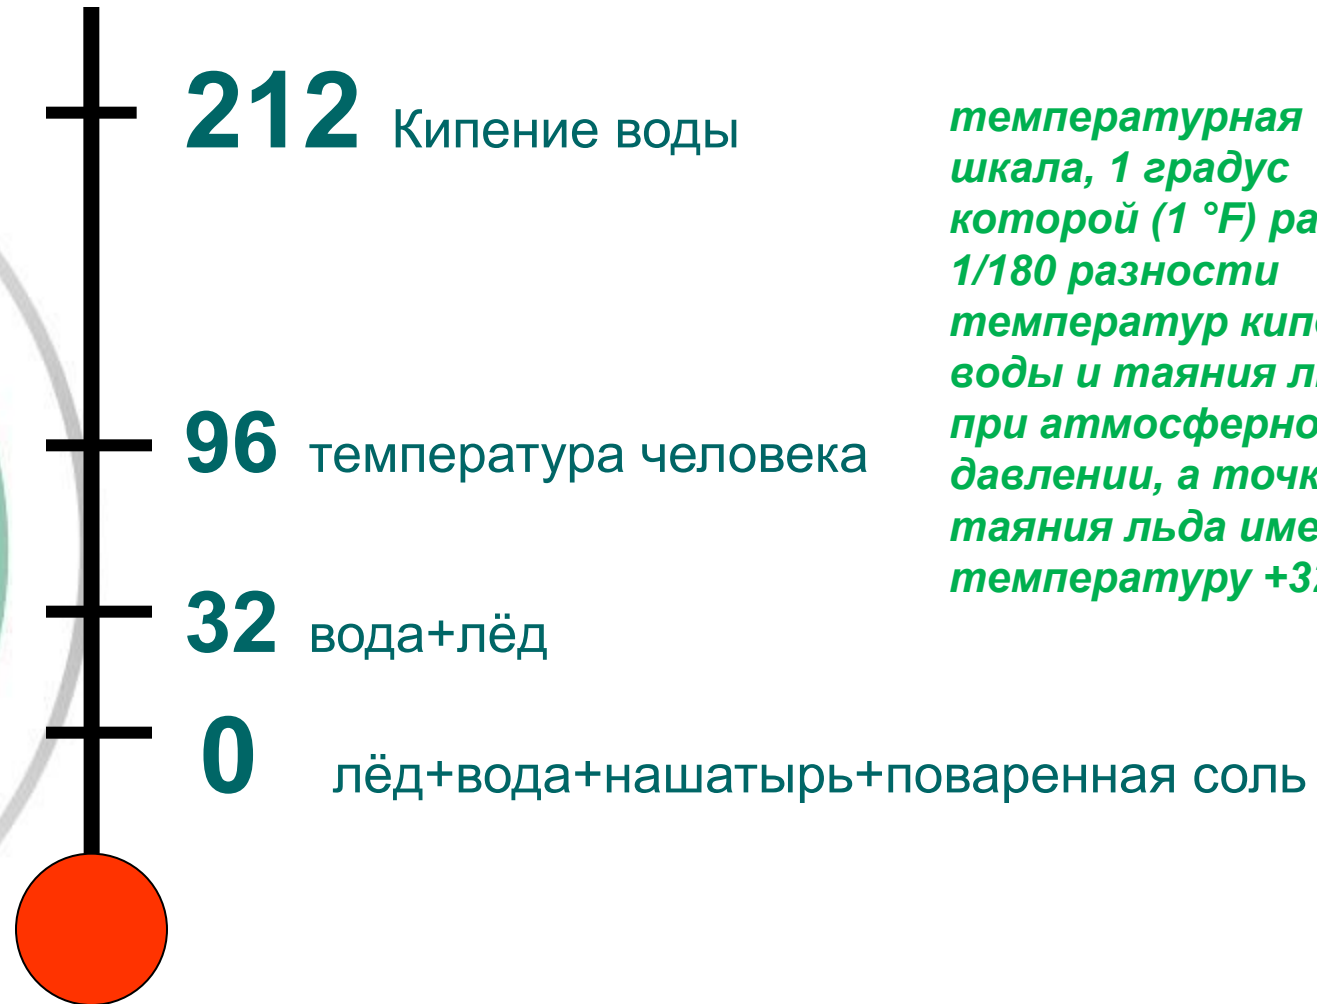 212 Кипение воды
96 температура человека
32 вода+лёд
0 лёд+вода+нашатырь+поваренная соль
температурная
шкала, 1 градус
которой (1 °F)
1/180 разности
температур
воды и таяния
при
давлении, а
таяния льда
температуру